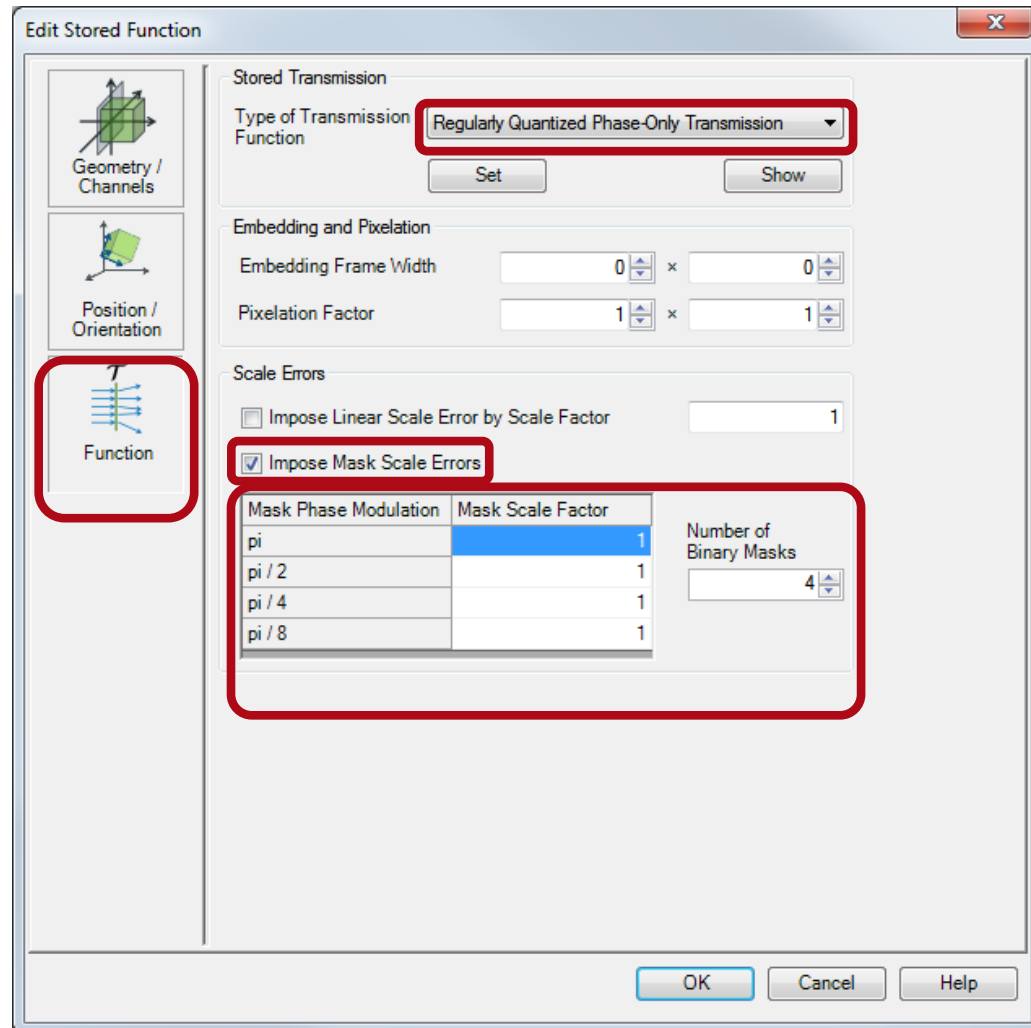 Edit Stored Function
x
Geometry /
Channels
Position /
Orientation
T
Function
Stored Transmission
Type of Transmission
Function
Regularly Quantized Phase-Only Transmission
Set
Show
Embedding and Pixelation
Embedding Frame Width
0
×
0
Pixelation Factor
1
×
1
Scale Errors
Impose Linear Scale Error by Scale Factor
1
Impose Mask Scale Errors
Mask Phase Modulation Mask Scale Factor
pi 1
pi / 2 1
pi / 4 1
pi / 8 1
Number of
Binary Masks
4
OK
Cancel
Help